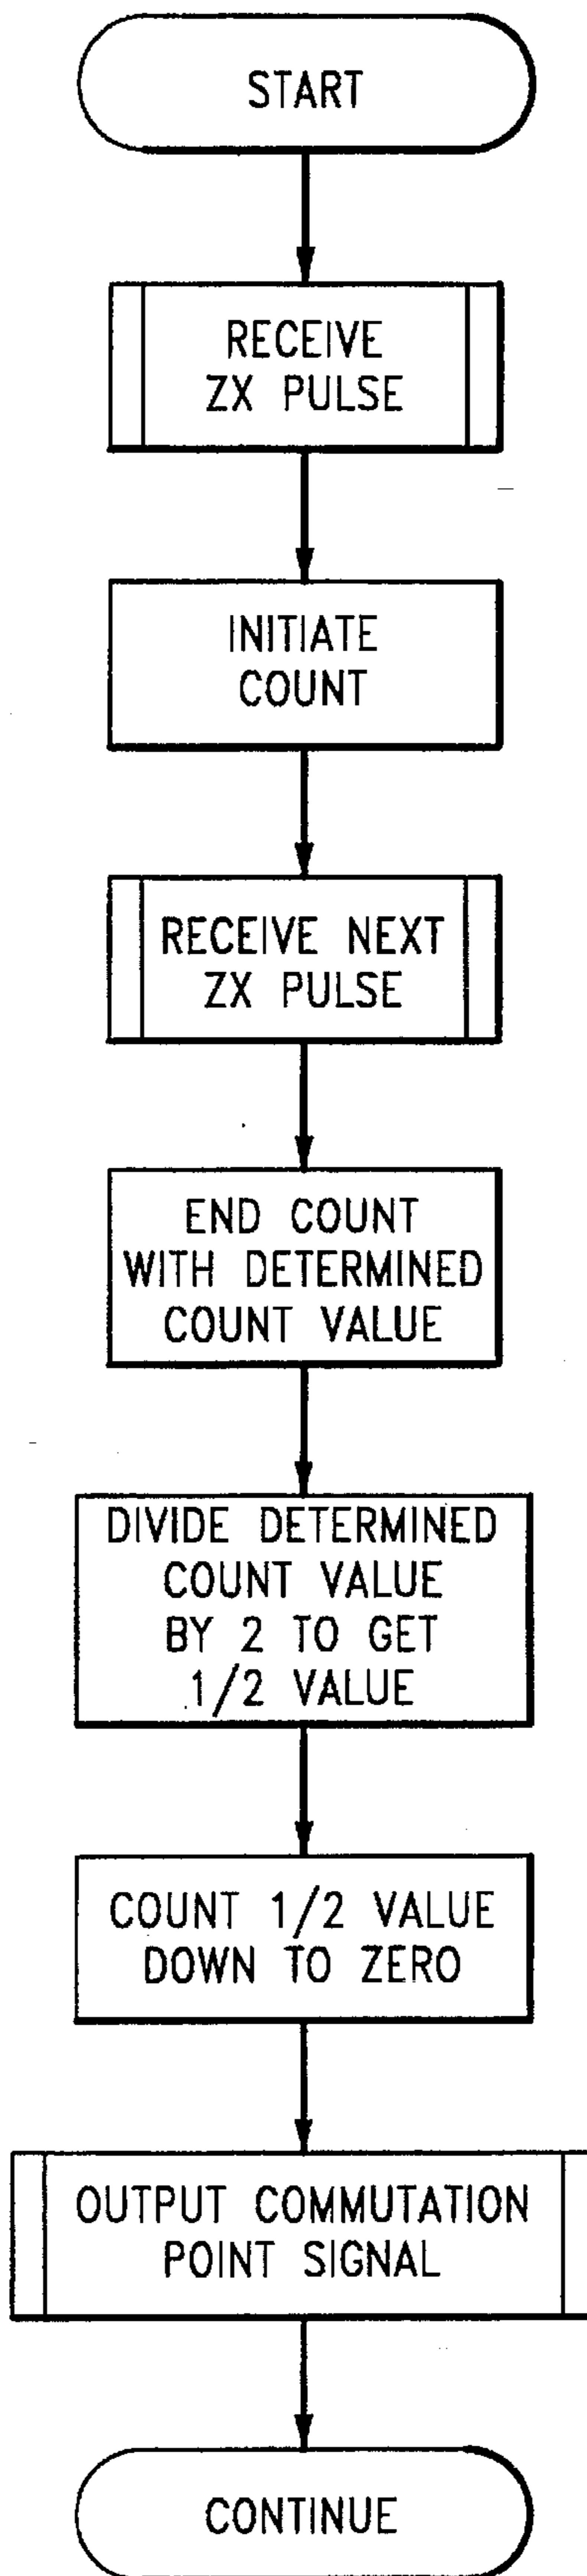 START
RECEIVE
ZX PULSE
INITIATE
COUNT
RECEIVE NEXT
ZX PULSE
END COUNT
WITH DETERMINED
COUNT VALUE
DIVIDE DETERMINED
COUNT VALUE
BY 2 TO GET
1/2 VALUE
COUNT 1/2 VALUE
DOWN TO ZERO
OUTPUT COMMUTATION
POINT SIGNAL
CONTINUE